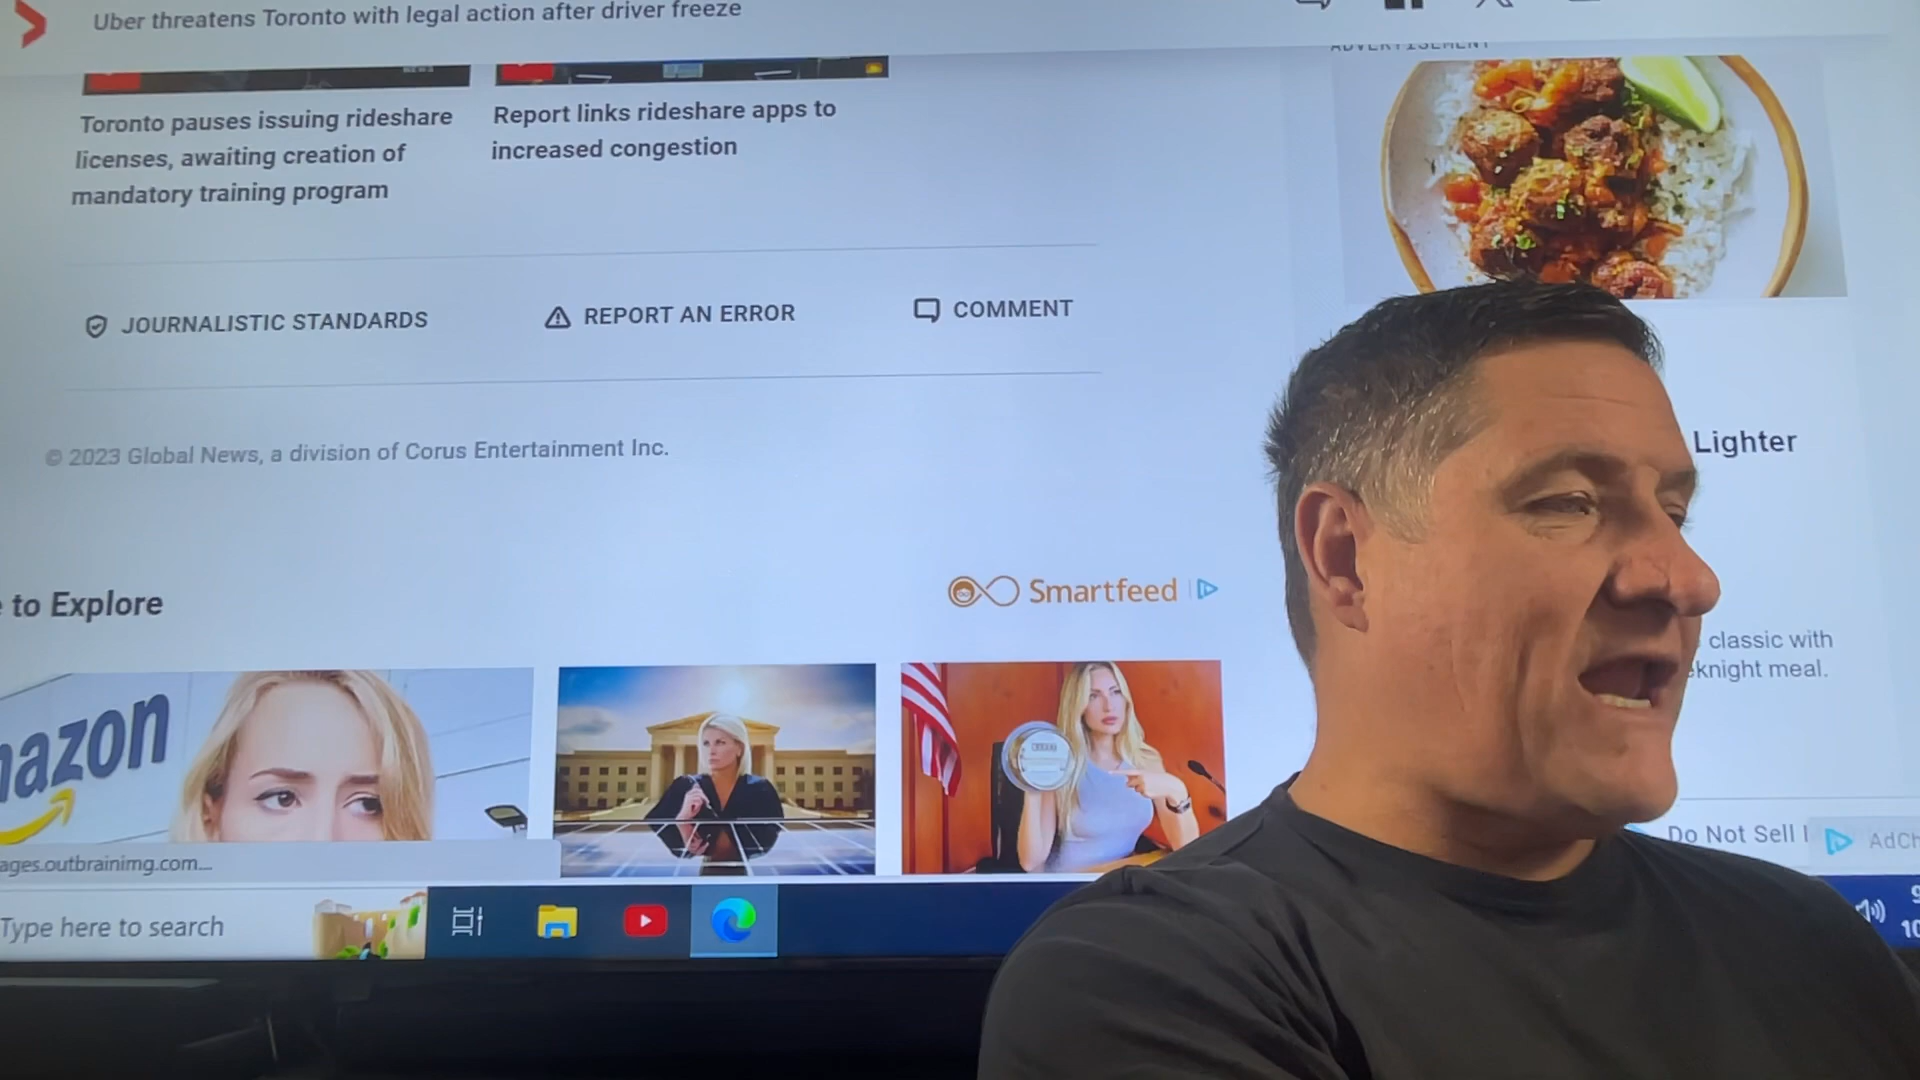 Uber threatens Toronto with legal action after driver freeze
ADVERTISEMENT
Toronto pauses issuing rideshare
licenses, awaiting creation of
mandatory training program
Report links rideshare apps to
increased congestion
JOURNALISTIC STANDARDS
REPORT AN ERROR
COMMENT
© 2023 Global News, a division of Corus Entertainment Inc.
Lighter
to Explore
Smartfeed
classic with
knight meal.
mazon
Do Not Sell
AdCh
ages.outbrainimg.com...
Type here to search